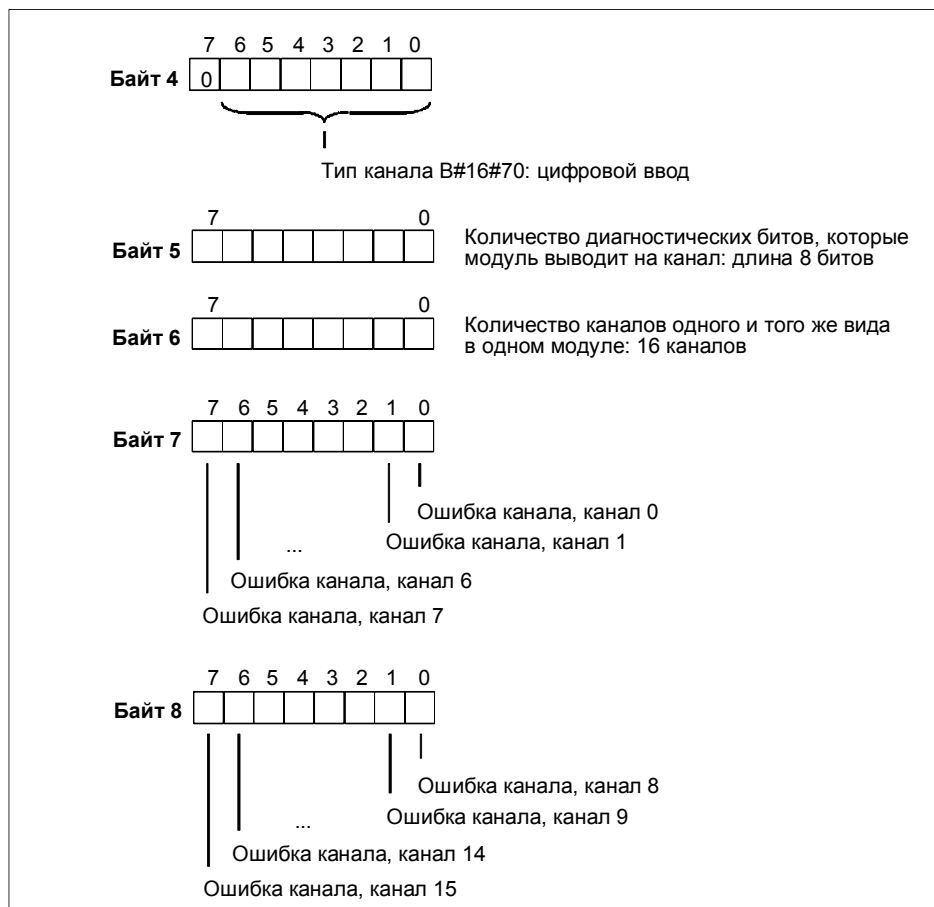 7 6 5 4 3 2 1 0
Байт 4 0
Тип канала B#16#70: цифровой ввод
7 0
Байт 5
Количество диагностических битов, которые
модуль выводит на канал: длина 8 битов
7 0
Байт 6
Количество каналов одного и того же вида
в одном модуле: 16 каналов
7 6 5 4 3 2 1 0
Байт 7
Ошибка канала, канал 0
... Ошибка канала, канал 1
Ошибка канала, канал 6
Ошибка канала, канал 7
7 6 5 4 3 2 1 0
Байт 8
Ошибка канала, канал 8
... Ошибка канала, канал 9
Ошибка канала, канал 14
Ошибка канала, канал 15